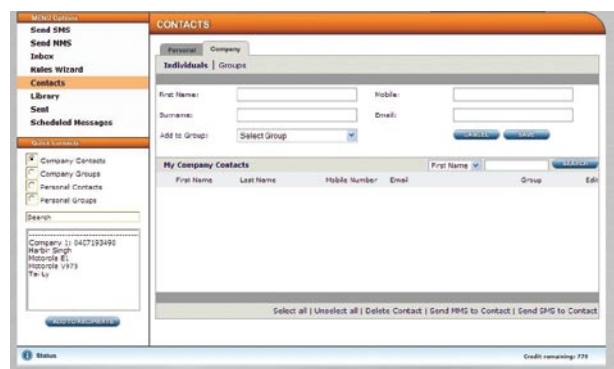 MENU Options
Send SMS
Send MMS
Inbox
Rules Wizard
Contacts
Library
Sent
Scheduled Messages
Quick Contacts
Company Contacts
Company Groups
Personal Contacts
Personal Groups
Search
Company 1: 0407193490
Harbir Singh
Motorola E1
Motorola V975
Tai Ly
ADD TO RECIPIENTS
CONTACTS
Personal Company
Individuals | Groups
First Name: Mobile:
Surname: Email:
Add to Group: Select Group CANCEL SAVE
My Company Contacts First Name SEARCH
First Name Last Name Mobile Number Email Group Edit
Select all | Unselect all | Delete Contact | Send MMS to Contact | Send SMS to Contact
Status Credit remaining: 779